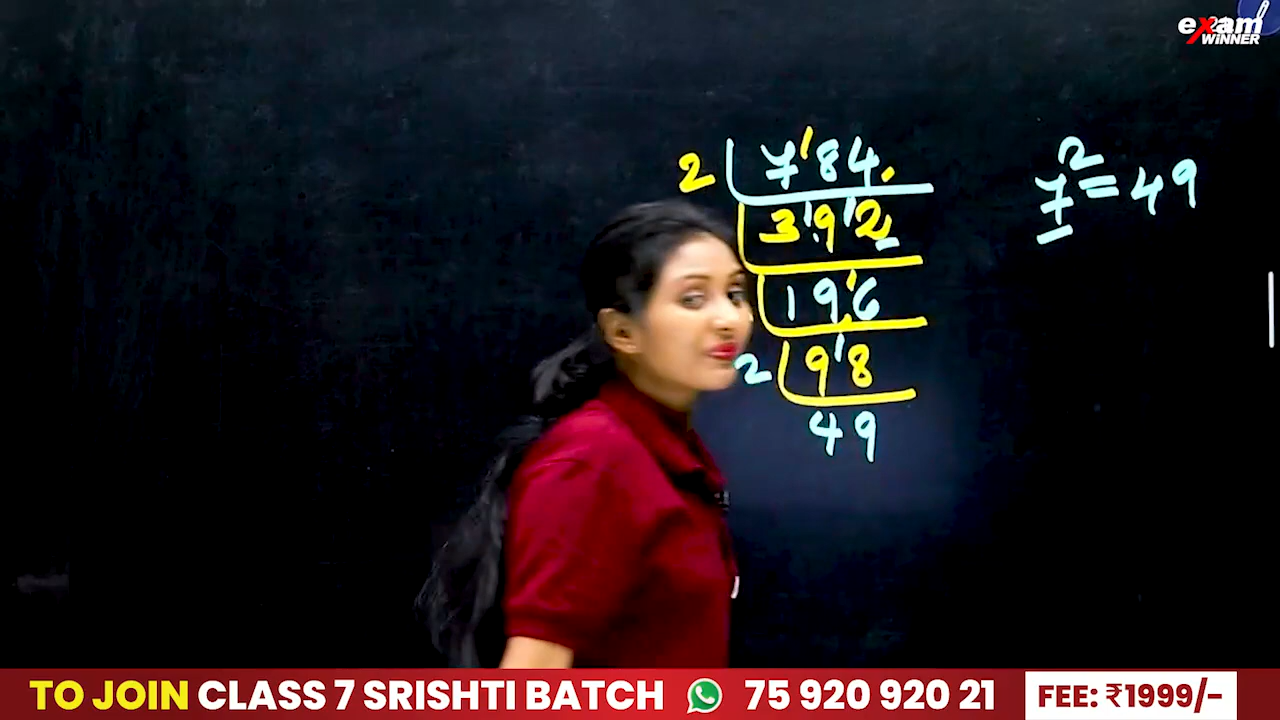 exam
WINNER
2 784
392
196
2 98
49
7² = 49
TO JOIN CLASS 7 SRISHTI BATCH 75 920 920 21 FEE: ₹1999/-